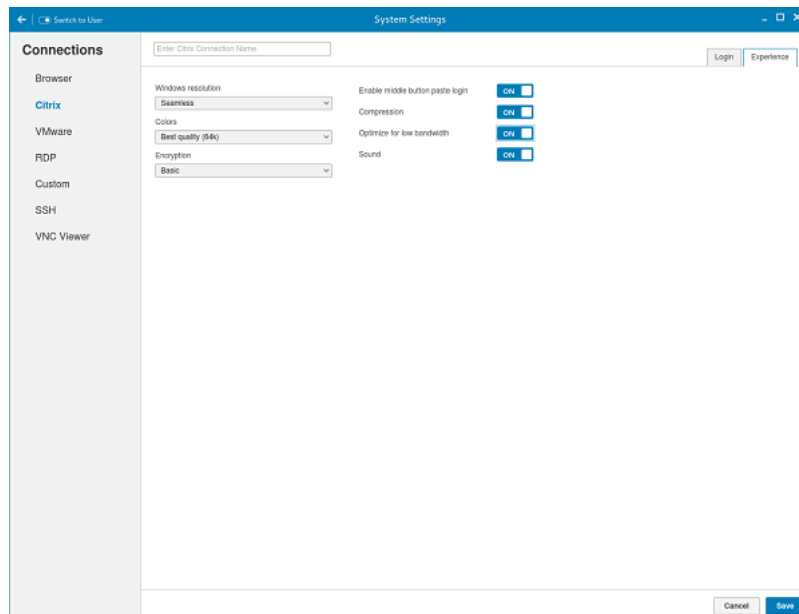 Switch to User
System Settings
Connections
Browser
Citrix
VMware
RDP
Custom
SSH
VNC Viewer
Enter Citrix Connection Name
Login
Experience
Windows resolution
Seamless
Colors
Best quality (64k)
Encryption
Basic
Enable middle button paste login
ON
Compression
ON
Optimize for low bandwidth
ON
Sound
ON
Cancel
Save